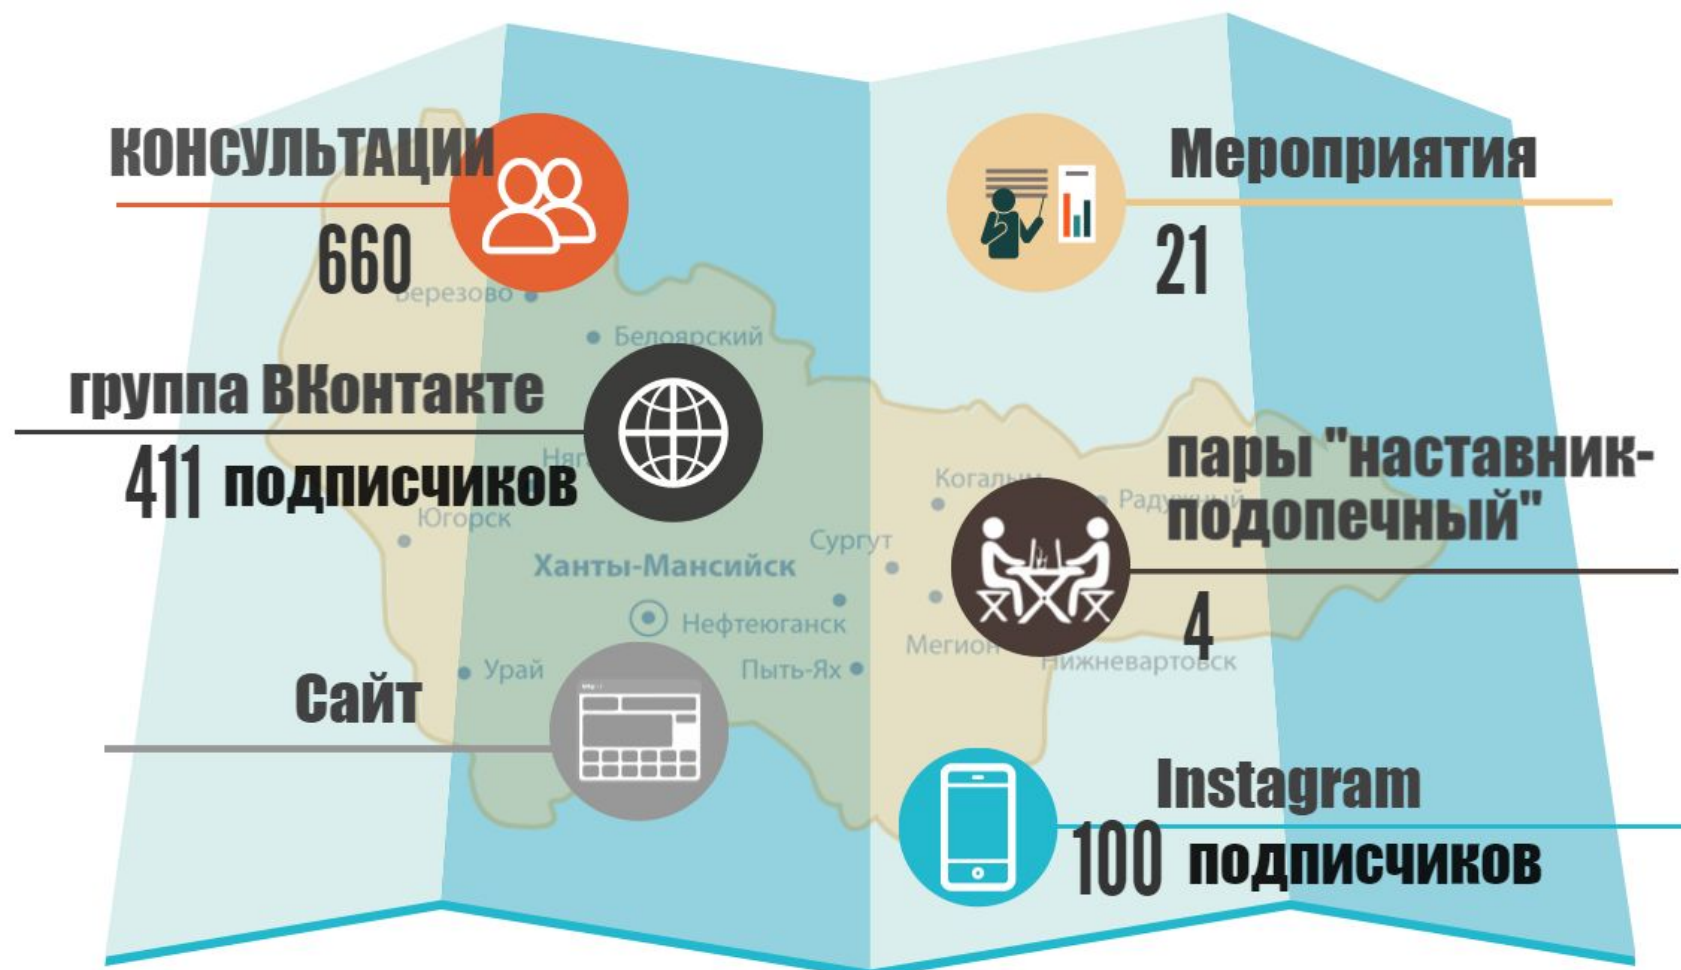 КОНСУЛЬТАЦИИ
660
Мероприятия
21
Березово
Белоярский
группа ВКонтакте
411 подписчиков
Югорск
Ханты-Мансийск
Сургут
Нефтеюганск
Когалым
Радужный
пары "наставник-
подопечный"
4
Мегион
Нижневартовск
Урай
Пыть-Ях
Сайт
Instagram
100 подписчиков